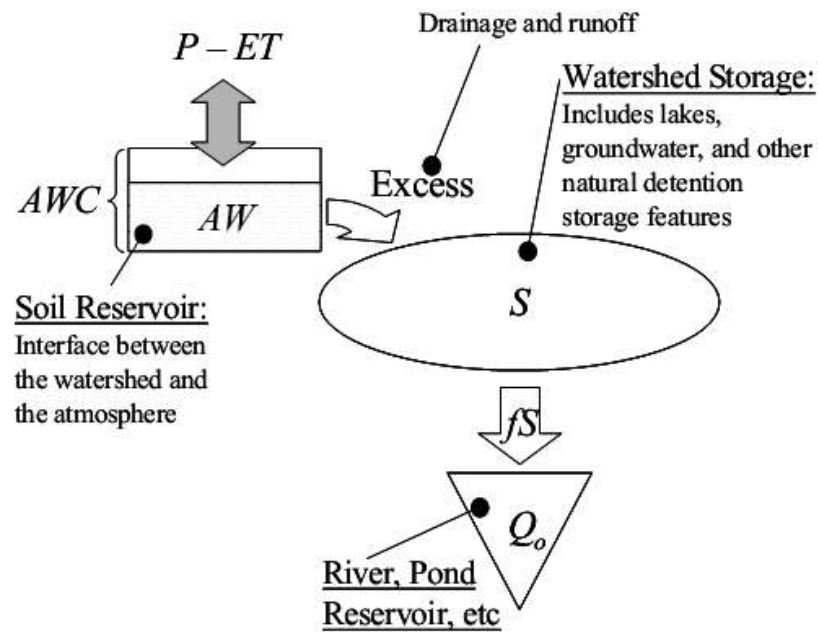 Drainage and runoff
P – ET
Watershed Storage:
Includes lakes,
groundwater, and other
natural detention
storage features
Excess
AWC
AW
S
Soil Reservoir:
Interface between
the watershed and
the atmosphere
fS
Qo
River, Pond
Reservoir, etc